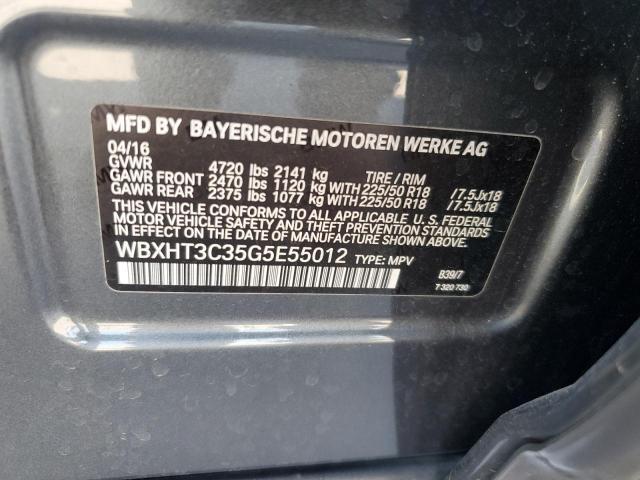 MFD BY BAYERISCHE MOTOREN WERKE AG
04/16
GVWR 4720 lbs 2141 kg TIRE / RIM
GAWR FRONT 2470 lbs 1120 kg WITH 225/50 R18 /7.5Jx18
GAWR REAR 2375 lbs 1077 kg WITH 225/50 R18 /7.5Jx18
THIS VEHICLE CONFORMS TO ALL APPLICABLE U.S. FEDERAL
MOTOR VEHICLE SAFETY AND THEFT PREVENTION STANDARDS
IN EFFECT ON THE DATE OF MANUFACTURE SHOWN ABOVE.
WBXHT3C35G5E55012 TYPE: MPV
B39/7
7 320 730